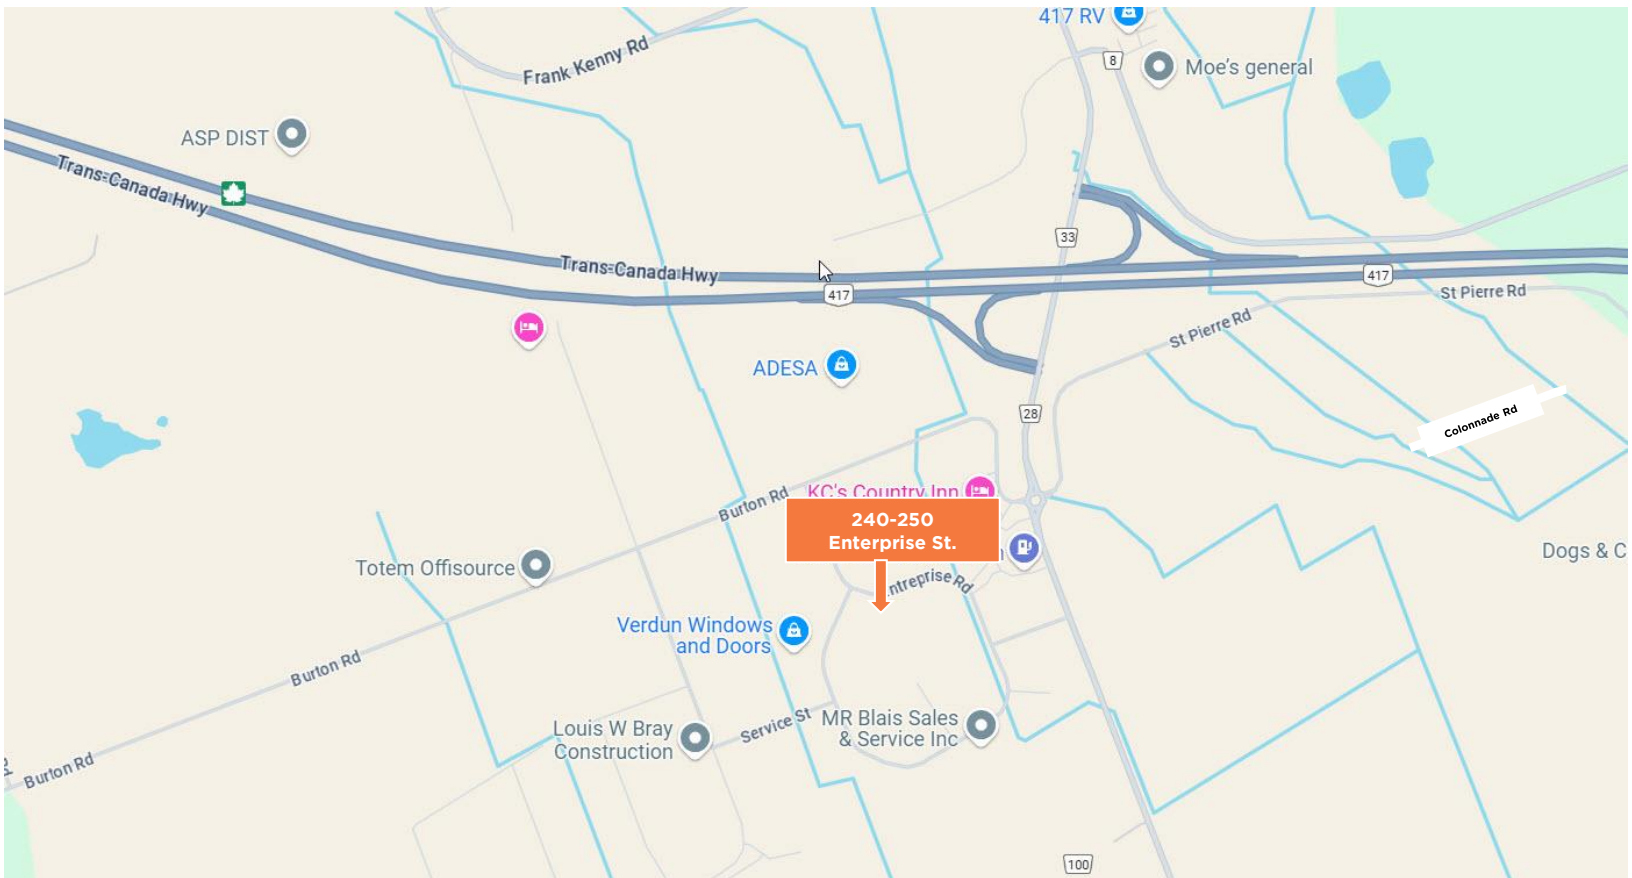 417 RV
8
Moe's general
Frank Kenny Rd
ASP DIST
Trans-Canada Hwy
33
Trans-Canada Hwy
417
417
St Pierre Rd
St Pierre Rd
ADESA
28
Colonnade Rd
KC's Country Inn
Burton Rd
240-250
Enterprise St.
Dogs & C
Totem Offisource
ntreprise Rd
Verdun Windows
and Doors
Burton Rd
Louis W Bray
Construction
Service St
MR Blais Sales
& Service Inc
Burton Rd
100